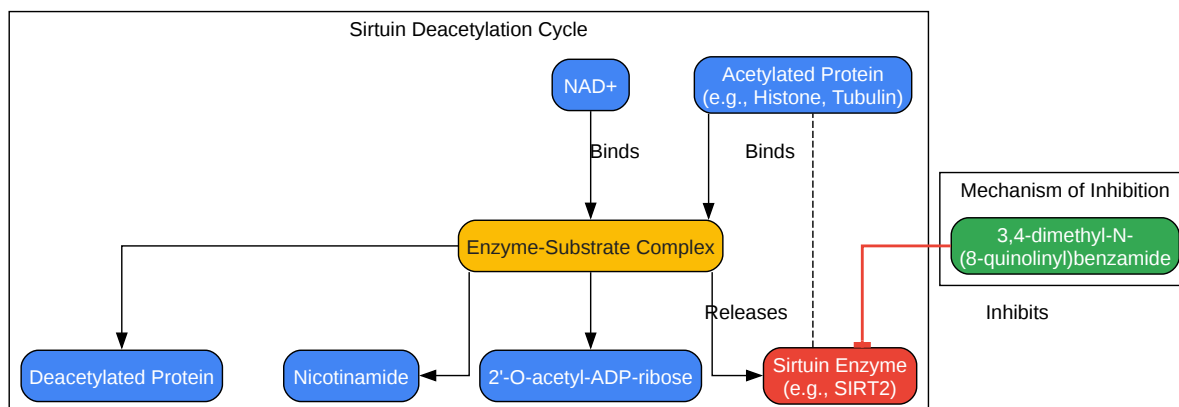 Sirtuin Deacetylation Cycle
NAD+
Acetylated Protein
(e.g., Histone, Tubulin)
Binds
Binds
Mechanism of Inhibition
3,4-dimethyl-N-
(8-quinolinyl)benzamide
Enzyme-Substrate Complex
Releases
Inhibits
Deacetylated Protein
Nicotinamide
2'-O-acetyl-ADP-ribose
Sirtuin Enzyme
(e.g., SIRT2)